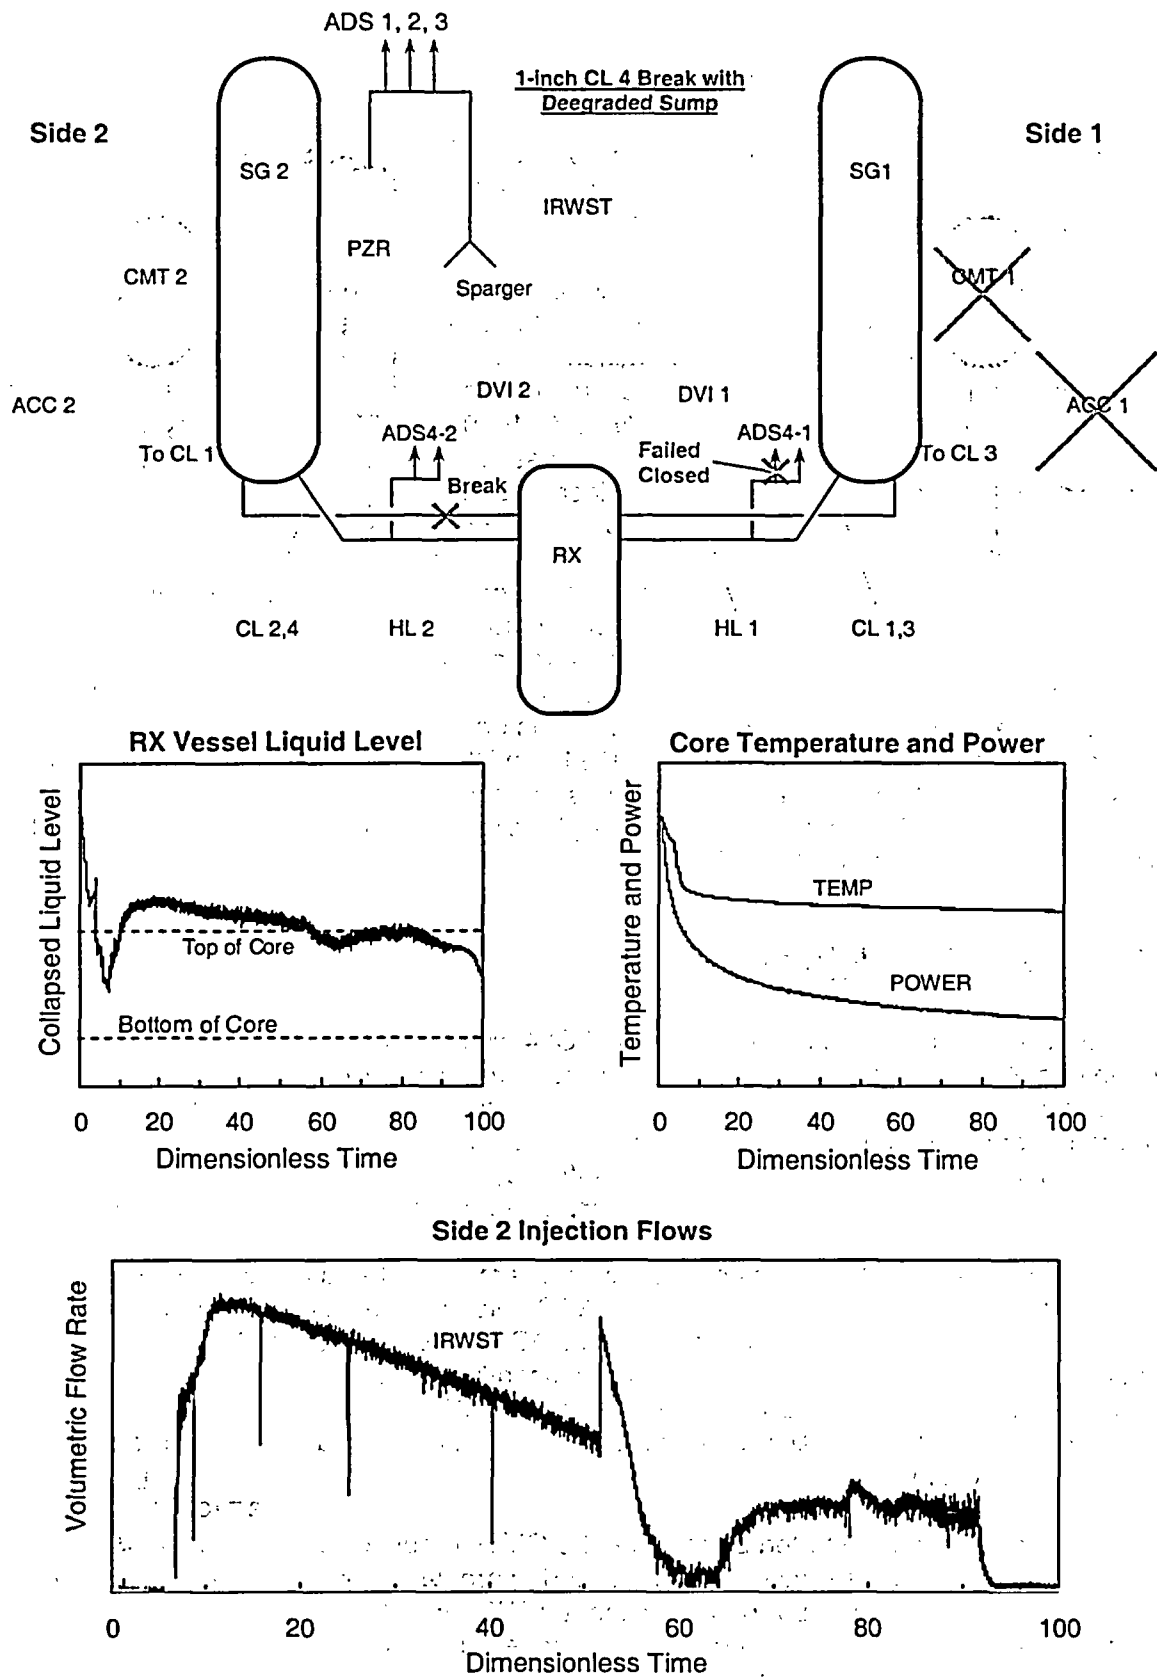 ADS 1, 2, 3
1-inch CL 4 Break with
Deegraded Sump
Side 2
Side 1
SG 2
SG1
IRWST
PZR
CMT 2
CMT 1
Sparger
ACC 2
DVI 2
DVI 1
ACC 1
To CL 1
ADS4-2
Failed
Closed
ADS4-1
To CL 3
Break
RX
CL 2,4
HL 2
HL 1
CL 1,3
RX Vessel Liquid Level
Collapsed Liquid Level
Top of Core
Bottom of Core
0 20 40 60 80 100
Dimensionless Time
Core Temperature and Power
Temperature and Power
TEMP
POWER
0 20 40 60 80 100
Dimensionless Time
Side 2 Injection Flows
Volumetric Flow Rate
IRWST
0 20 40 60 80 100
Dimensionless Time